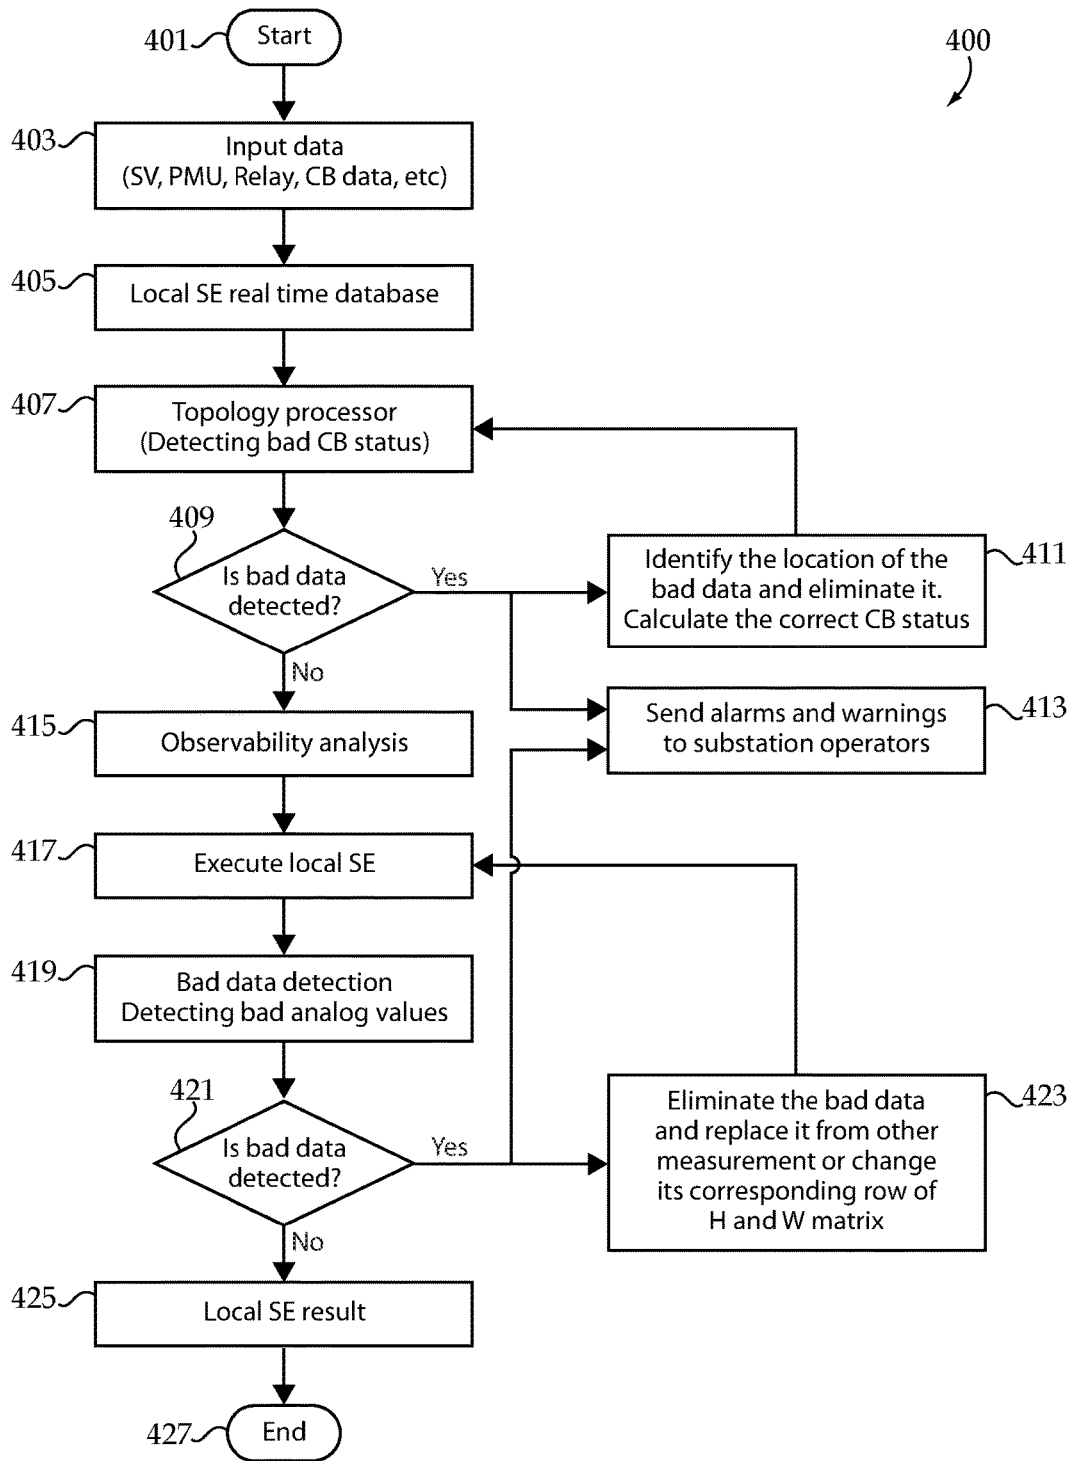 401
Start
400
403
Input data
(SV, PMU, Relay, CB data, etc)
405
Local SE real time database
407
Topology processor
(Detecting bad CB status)
409
Is bad data
detected?
Yes
No
Identify the location of the
bad data and eliminate it.
Calculate the correct CB status
411
Send alarms and warnings
to substation operators
413
415
Observability analysis
417
Execute local SE
419
Bad data detection
Detecting bad analog values
421
Is bad data
detected?
Yes
No
Eliminate the bad data
and replace it from other
measurement or change
its corresponding row of
H and W matrix
423
425
Local SE result
427
End